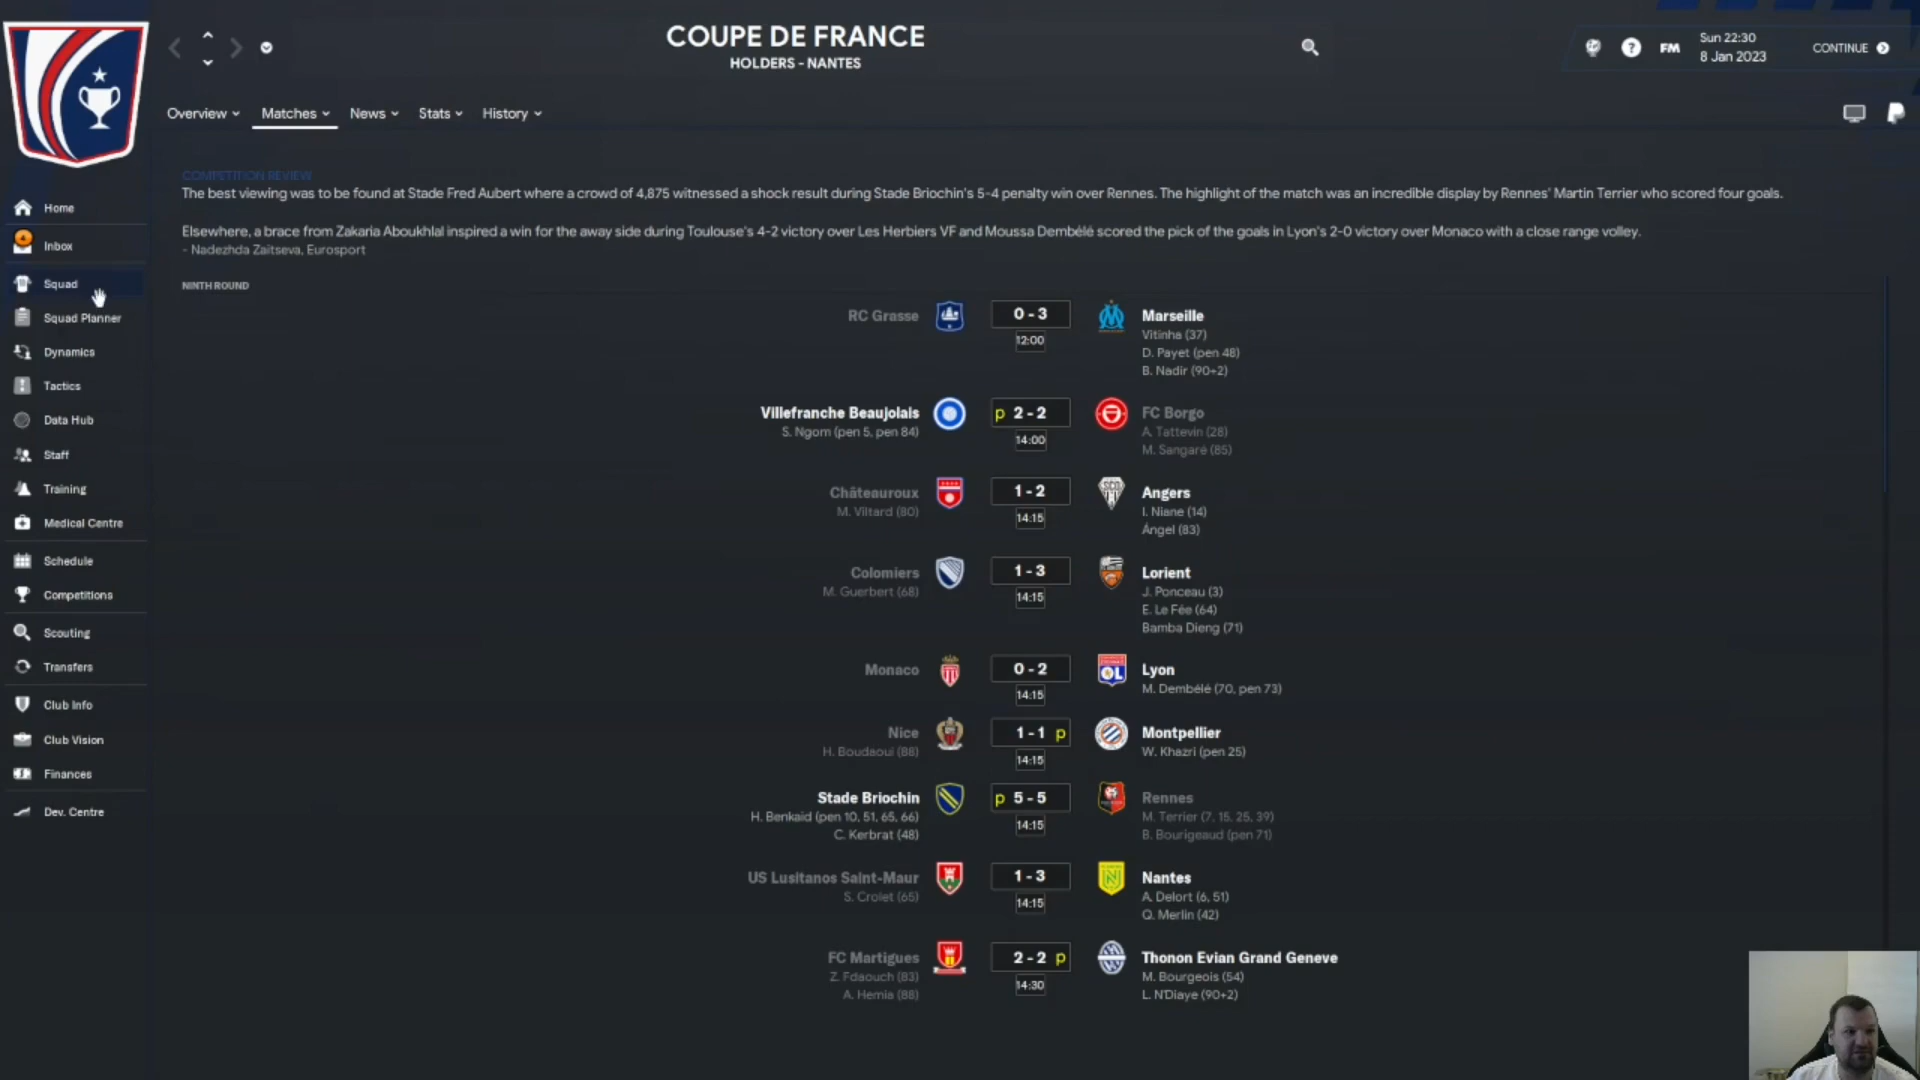 COUPE DE FRANCE
HOLDERS - NANTES
FM
Sun 22:30
8 Jan 2023
CONTINUE
Overview
Matches
News
Stats
History
COMPETITION REVIEW
The best viewing was to be found at Stade Fred Aubert where a crowd of 4,875 witnessed a shock result during Stade Briochin's 5-4 penalty win over Rennes. The highlight of the match was an incredible display by Rennes' Martin Terrier who scored four goals.
Elsewhere, a brace from Zakaria Aboukhlal inspired a win for the away side during Toulouse's 4-2 victory over Les Herbiers VF and Moussa Dembélé scored the pick of the goals in Lyon's 2-0 victory over Monaco with a close range volley.
- Nadezhda Zaitseva, Eurosport
Home
4
Inbox
Squad
Squad Planner
Dynamics
Tactics
Data Hub
Staff
Training
Medical Centre
Schedule
Competitions
Scouting
Transfers
Club Info
Club Vision
Finances
Dev. Centre
NINTH ROUND
RC Grasse 0 - 3 Marseille
12:00
Vitinha (37)
D. Payet (pen 48)
B. Nadir (90+2)
Villefranche Beaujolais p 2 - 2 FC Borgo
S. Ngom (pen 5, pen 84) 14:00 A. Tattevin (28)
M. Sangaré (85)
Châteauroux 1 - 2 Angers
M. Viltard (80) 14:15 I. Niane (14)
Ángel (83)
Colomiers 1 - 3 Lorient
M. Guerbert (68) 14:15 J. Ponceau (3)
E. Le Fée (64)
Bamba Dieng (71)
Monaco 0 - 2 Lyon
14:15 M. Dembélé (70, pen 73)
Nice 1 - 1 p Montpellier
H. Boudaoui (88) 14:15 W. Khazri (pen 25)
Stade Briochin p 5 - 5 Rennes
H. Benkaid (pen 10, 51, 65, 66) 14:15 M. Terrier (7, 15, 25, 39)
C. Kerbrat (48) B. Bourigeaud (pen 71)
US Lusitanos Saint-Maur 1 - 3 Nantes
S. Crolet (65) 14:15 A. Delort (6, 51)
Q. Merlin (42)
FC Martigues 2 - 2 p Thonon Evian Grand Geneve
Z. Fdaouch (83) 14:30 M. Bourgeois (54)
A. Hemia (88) L. N'Diaye (90+2)